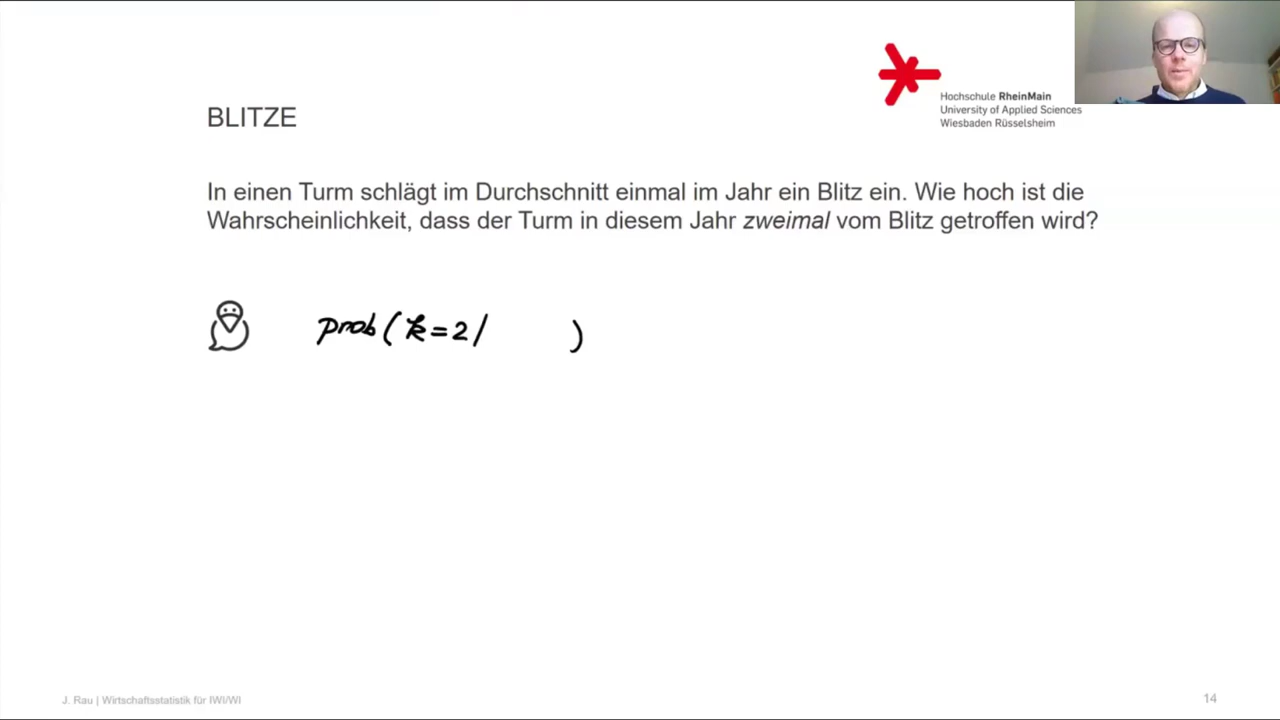 Hochschule RheinMain
University of Applied Sciences
Wiesbaden Rüsselsheim
BLITZE
In einen Turm schlägt im Durchschnitt einmal im Jahr ein Blitz ein. Wie hoch ist die
Wahrscheinlichkeit, dass der Turm in diesem Jahr zweimal vom Blitz getroffen wird?
prob(k=2/ )
J. Rau | Wirtschaftsstatistik für IWI/WI
14